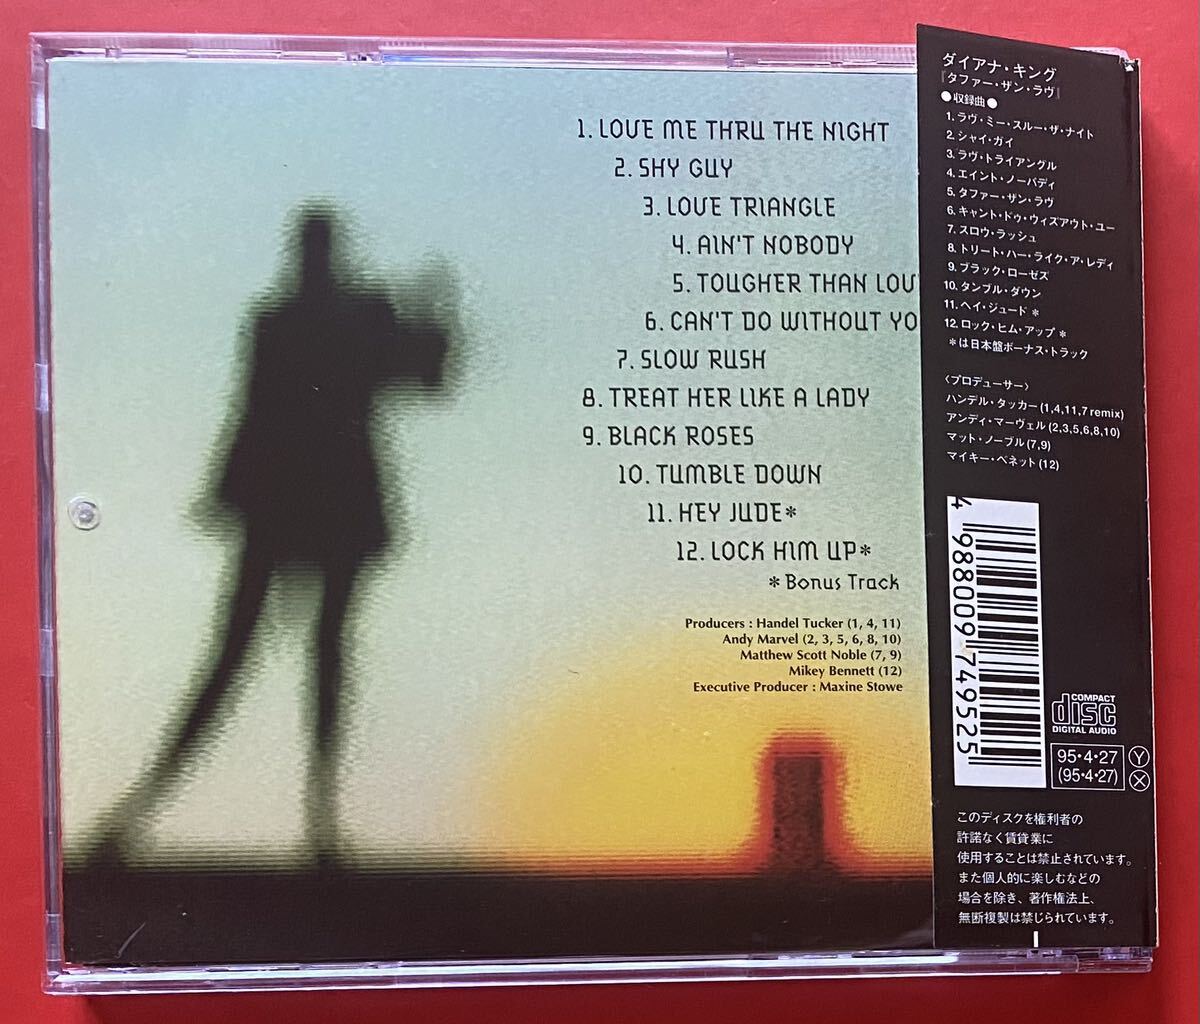 1. LOVE ME THRU THE NIGHT
2. SHY GUY
3. LOVE TRIANGLE
4. AIN'T NOBODY
5. TOUGHER THAN LOV
6. CAN'T DO WITHOUT YO
7. SLOW RUSH
8. TREAT HER LIKE A LADY
9. BLACK ROSES
10. TUMBLE DOWN
11. HEY JUDE*
12. LOCK HIM UP*
*Bonus Track
Producers : Handel Tucker (1, 4, 11)
Andy Marvel (2, 3, 5, 6, 8, 10)
Matthew Scott Noble (7, 9)
Mikey Bennett (12)
Executive Producer : Maxine Stowe
ダイアナ・キング
『タファー・ザン・ラヴ』
●収録曲●
1. ラヴ・ミー・スルー・ザ・ナイト
2. シャイ・ガイ
3. ラヴ・トライアングル
4. エイント・ノーバディ
5. タファー・ザン・ラヴ
6. キャント・ドゥ・ウィズアウト・ユー
7. スロウ・ラッシュ
8. トリート・ハー・ライク・ア・レディ
9. ブラック・ローゼズ
10. タンブル・ダウン
11. ヘイ・ジュード *
12. ロック・ヒム・アップ *
*は日本盤ボーナス・トラック
〈プロデューサー〉
ハンデル・タッカー(1,4,11,7 remix)
アンディ・マーヴェル(2,3,5,6,8,10)
マット・ノーブル(7,9)
マイキー・ベネット(12)
4 988009 749525
COMPACT
disc
DIGITAL AUDIO
95・4・27
(95・4・27)
Y
X
このディスクを権利者の
許諾なく賃貸業に
使用することは禁止されています。
また個人的に楽しむなどの
場合を除き、著作権法上、
無断複製は禁じられています。